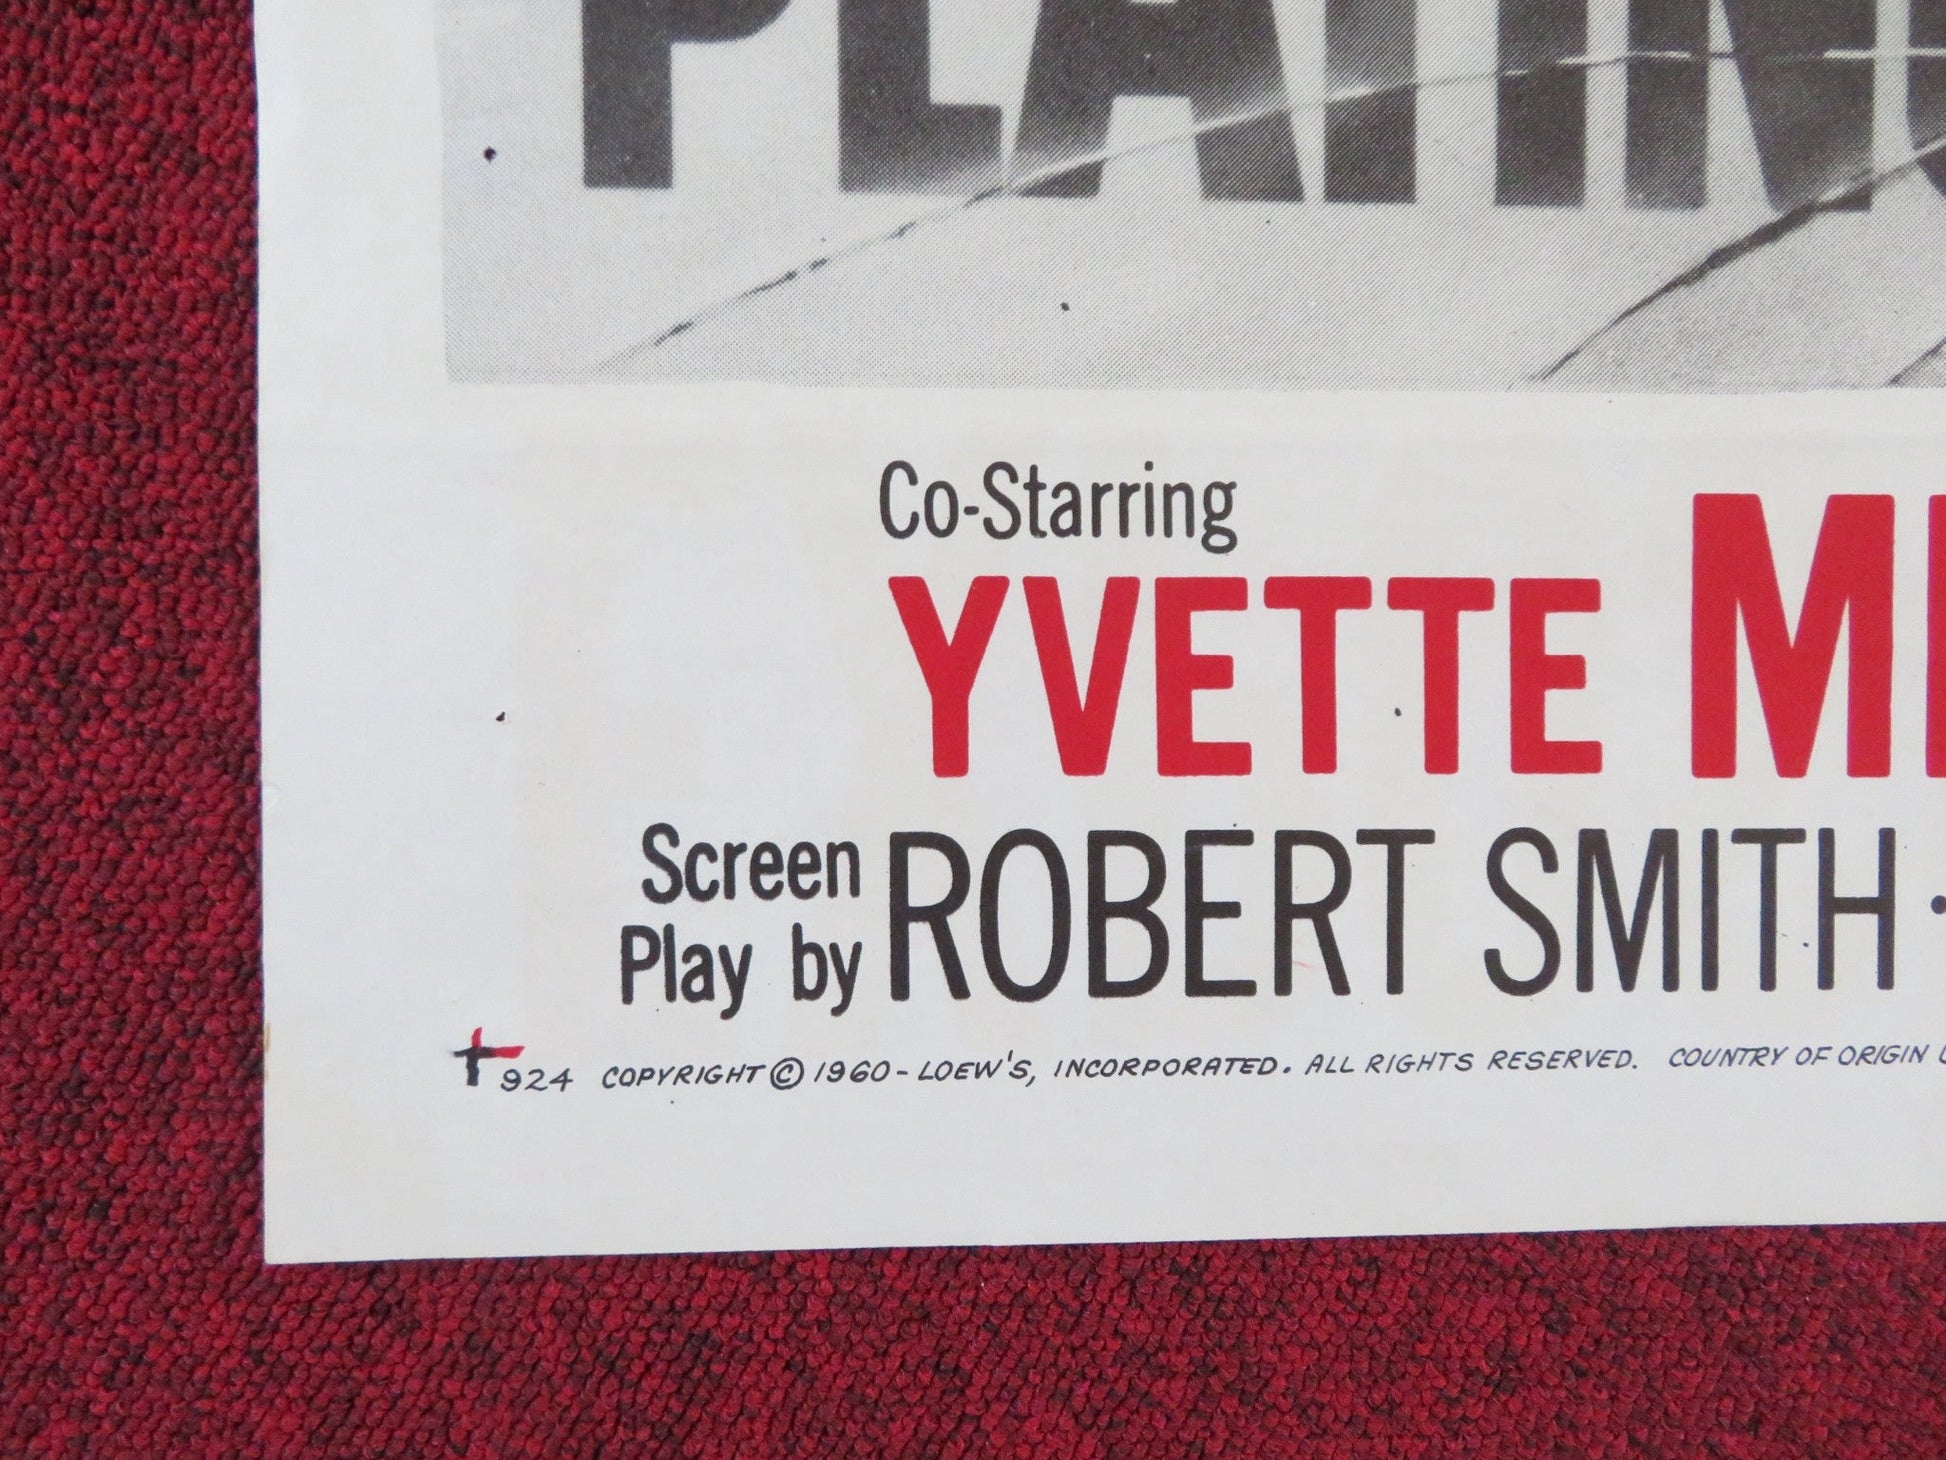 PLATINU
Co-Starring
YVETTE M
Screen
Play by ROBERT SMITH ·
924 COPYRIGHT © 1960 - LOEW'S, INCORPORATED. ALL RIGHTS RESERVED. COUNTRY OF ORIGIN U